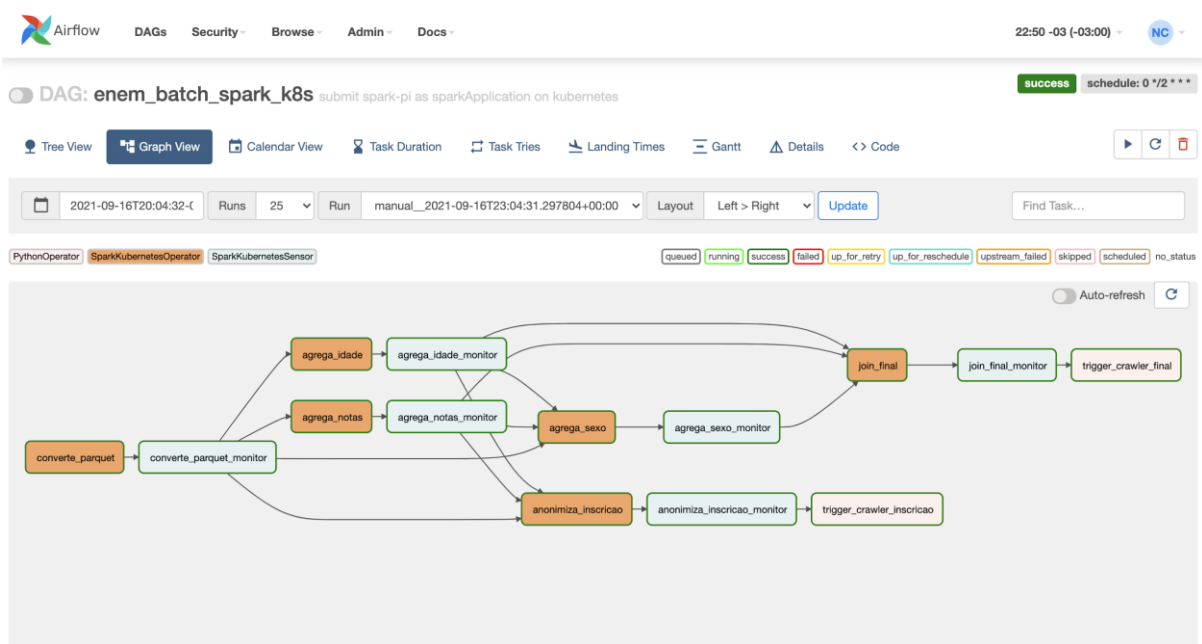 Airflow DAGs Security Browse Admin Docs 22:50 -03 (-03:00) NC
success schedule: 0 */2 * * *
DAG: enem_batch_spark_k8s submit spark-pi as sparkApplication on kubernetes
Tree View Graph View Calendar View Task Duration Task Tries Landing Times Gantt Details <> Code
2021-09-16T20:04:32-0 Runs 25 Run manual__2021-09-16T23:04:31.297804+00:00 Layout Left > Right Update Find Task...
PythonOperator SparkKubernetesOperator SparkKubernetesSensor queued running success failed up_for_retry up_for_reschedule upstream_failed skipped scheduled no_status
Auto-refresh
agrega_idade agrega_idade_monitor
join_final join_final_monitor trigger_crawler_final
agrega_notas agrega_notas_monitor
agrega_sexo agrega_sexo_monitor
converte_parquet converte_parquet_monitor
anonimiza_inscricao anonimiza_inscricao_monitor trigger_crawler_inscricao